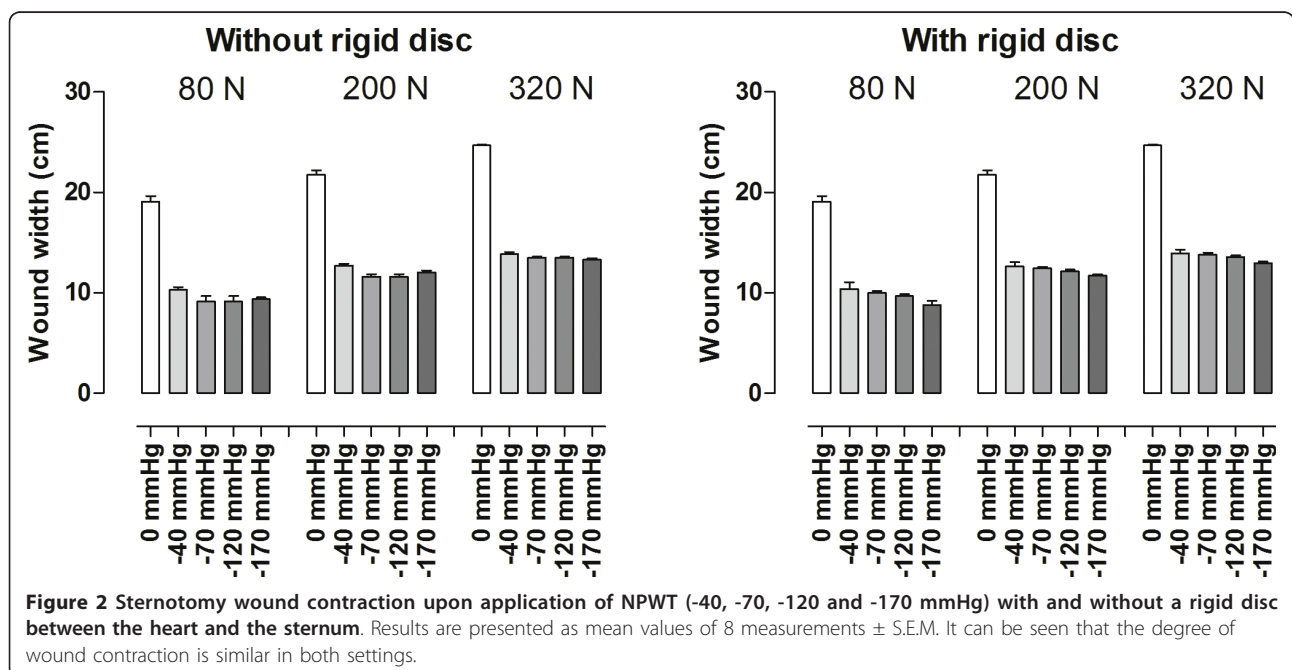 Without rigid disc
With rigid disc
80 N 200 N 320 N
80 N 200 N 320 N
Wound width (cm)
30
20
10
0
0 mmHg
-40 mmHg
-70 mmHg
-120 mmHg
-170 mmHg
0 mmHg
-40 mmHg
-70 mmHg
-120 mmHg
-170 mmHg
0 mmHg
-40 mmHg
-70 mmHg
-120 mmHg
-170 mmHg
Wound width (cm)
30
20
10
0
0 mmHg
-40 mmHg
-70 mmHg
-120 mmHg
-170 mmHg
0 mmHg
-40 mmHg
-70 mmHg
-120 mmHg
-170 mmHg
0 mmHg
-40 mmHg
-70 mmHg
-120 mmHg
-170 mmHg
Figure 2 Sternotomy wound contraction upon application of NPWT (-40, -70, -120 and -170 mmHg) with and without a rigid disc
between the heart and the sternum. Results are presented as mean values of 8 measurements ± S.E.M. It can be seen that the degree of
wound contraction is similar in both settings.